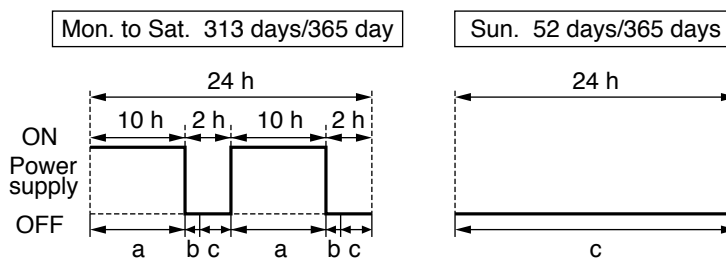 Mon. to Sat. 313 days/365 day
Sun. 52 days/365 days
24 h
24 h
10 h 2 h 10 h 2 h
ON
Power
supply
OFF
a b c a b c
c